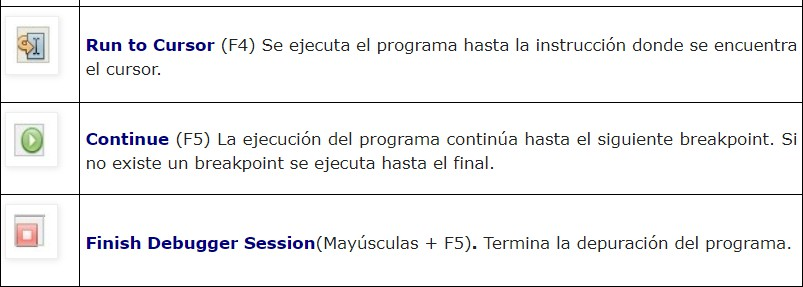 Run to Cursor (F4) Se ejecuta el programa hasta la instrucción donde se encuentra
el cursor.
Continue (F5) La ejecución del programa continúa hasta el siguiente breakpoint. Si
no existe un breakpoint se ejecuta hasta el final.
Finish Debugger Session(Mayúsculas + F5). Termina la depuración del programa.